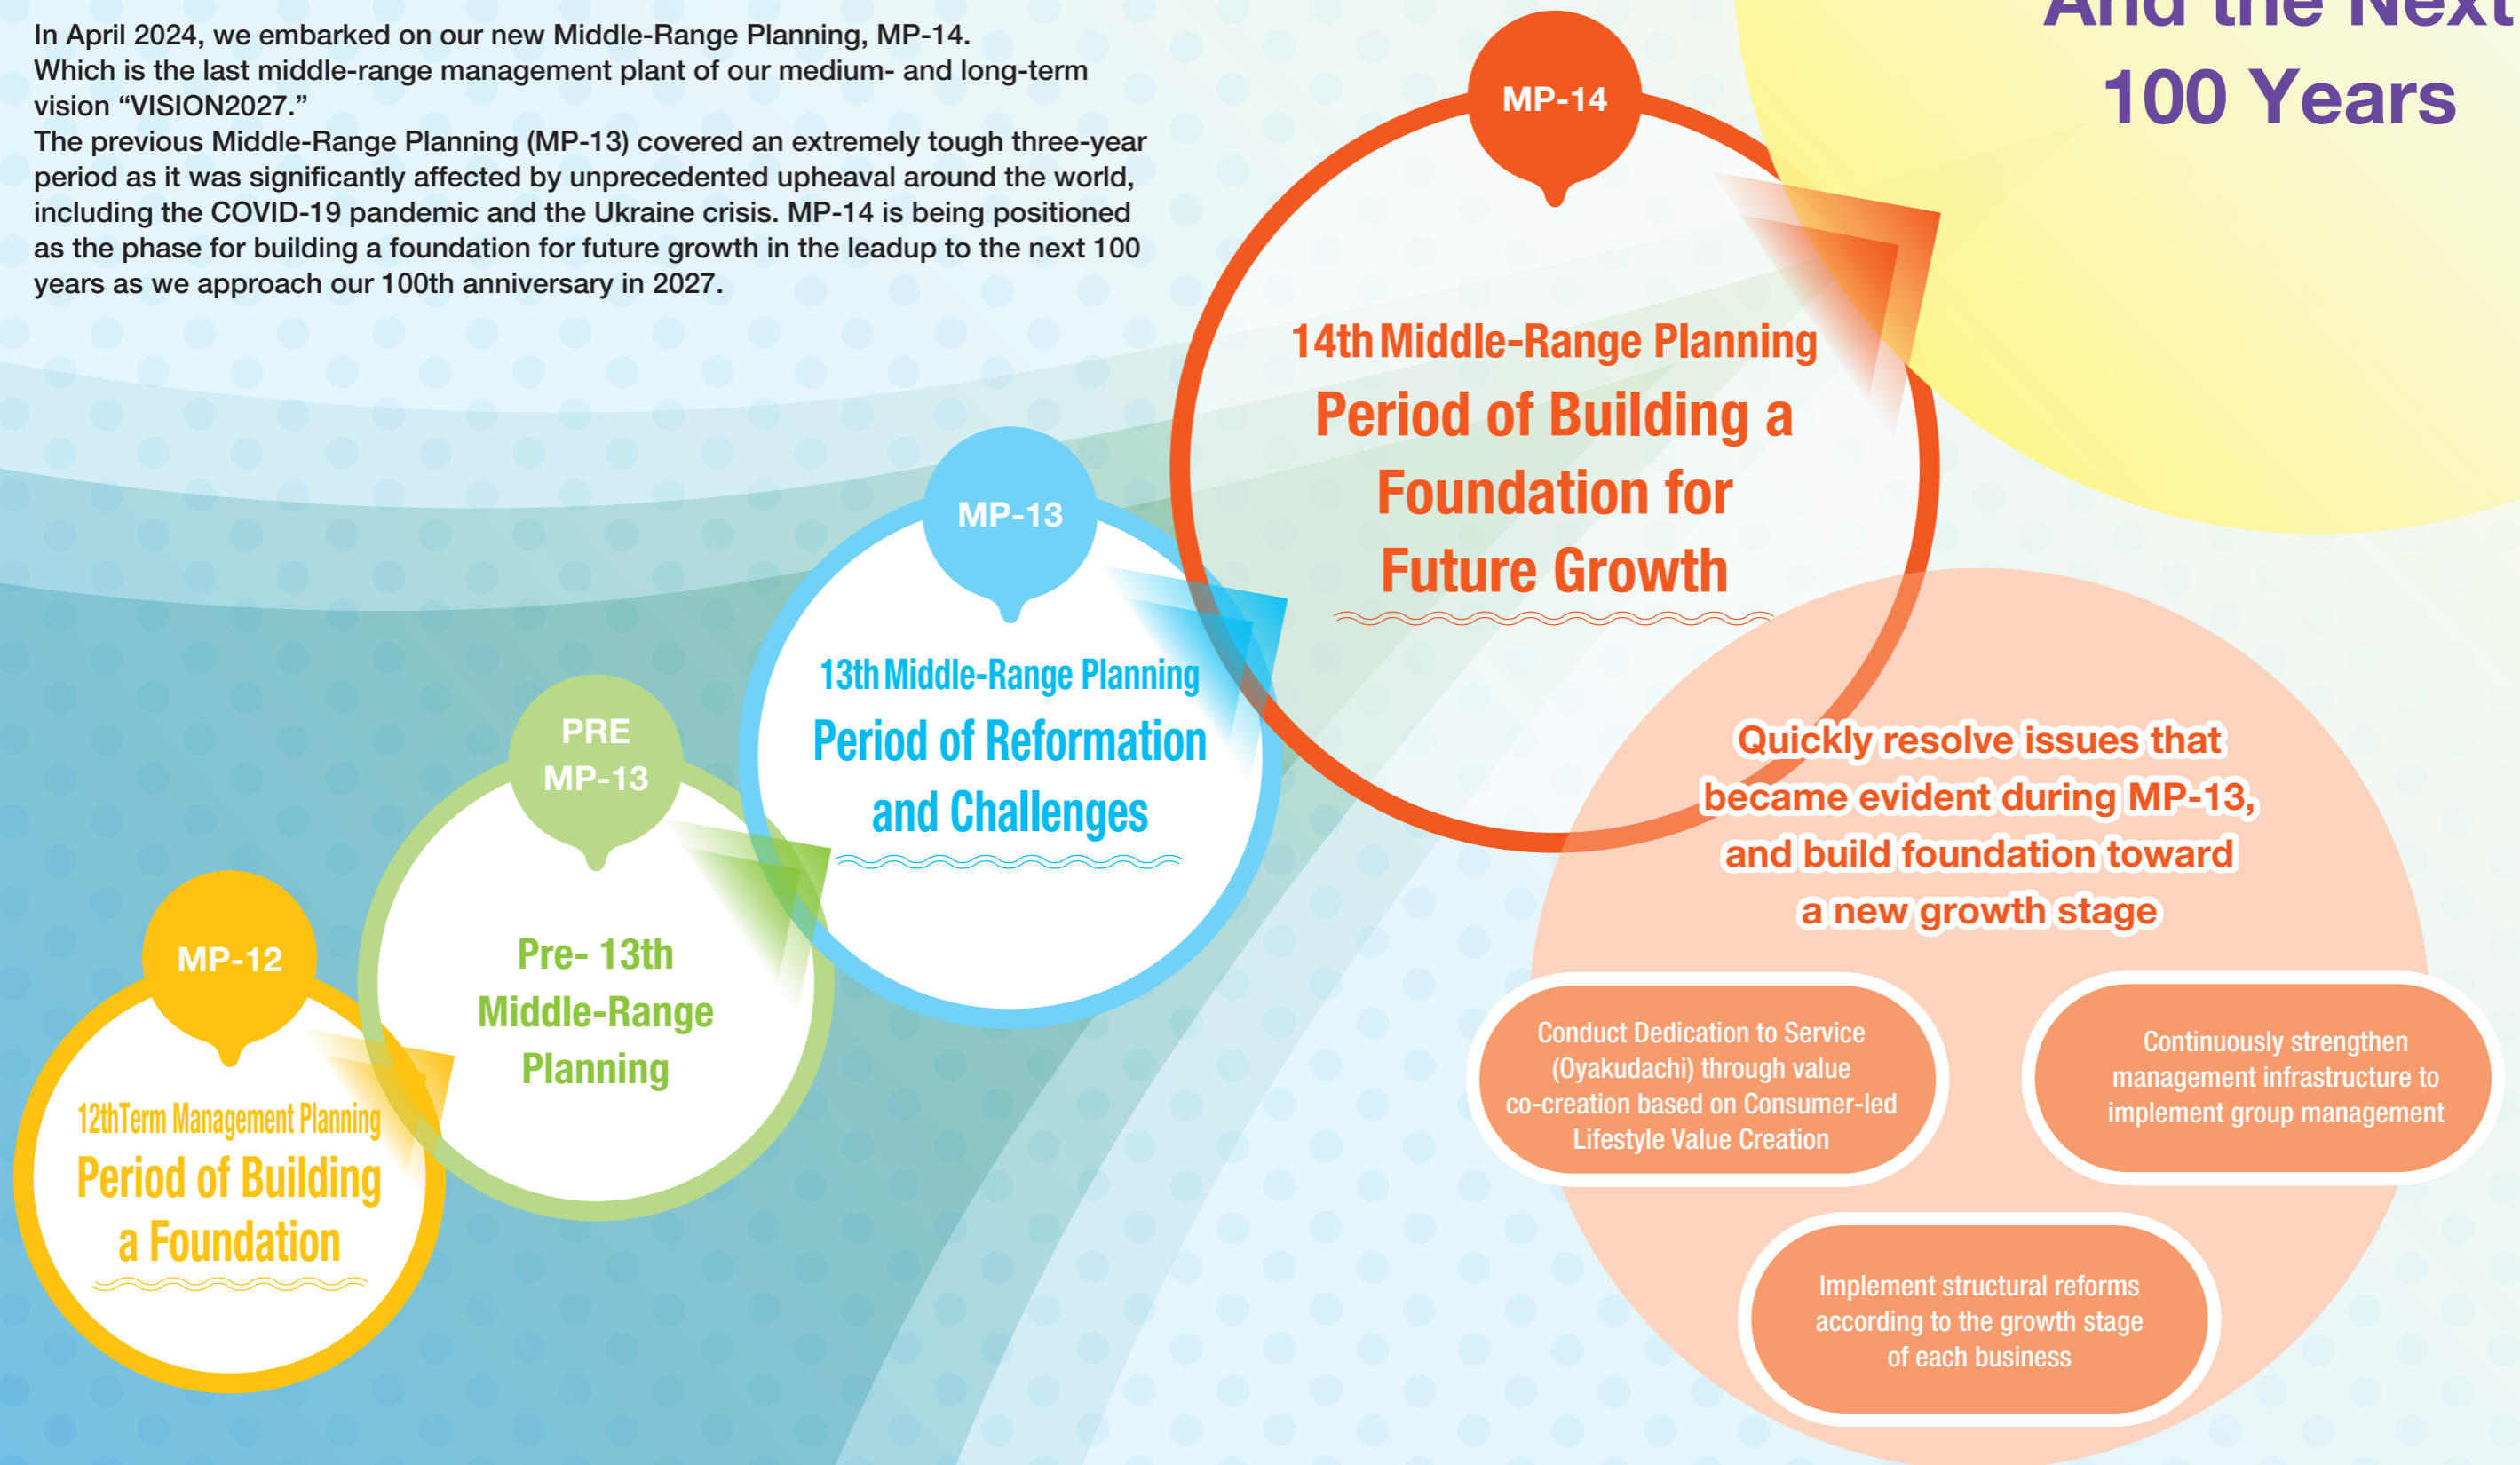 In April 2024, we embarked on our new Middle-Range Planning, MP-14.
Which is the last middle-range management plant of our medium- and long-term
vision “VISION2027.”
The previous Middle-Range Planning (MP-13) covered an extremely tough three-year
period as it was significantly affected by unprecedented upheaval around the world,
including the COVID-19 pandemic and the Ukraine crisis. MP-14 is being positioned
as the phase for building a foundation for future growth in the leadup to the next 100
years as we approach our 100th anniversary in 2027.
And the Next
100 Years
MP-14
14th Middle-Range Planning
Period of Building a
Foundation for
Future Growth
MP-13
13th Middle-Range Planning
Period of Reformation
and Challenges
PRE
MP-13
Pre- 13th
Middle-Range
Planning
MP-12
12thTerm Management Planning
Period of Building
a Foundation
Quickly resolve issues that
became evident during MP-13,
and build foundation toward
a new growth stage
Conduct Dedication to Service
(Oyakudachi) through value
co-creation based on Consumer-led
Lifestyle Value Creation
Continuously strengthen
management infrastructure to
implement group management
Implement structural reforms
according to the growth stage
of each business